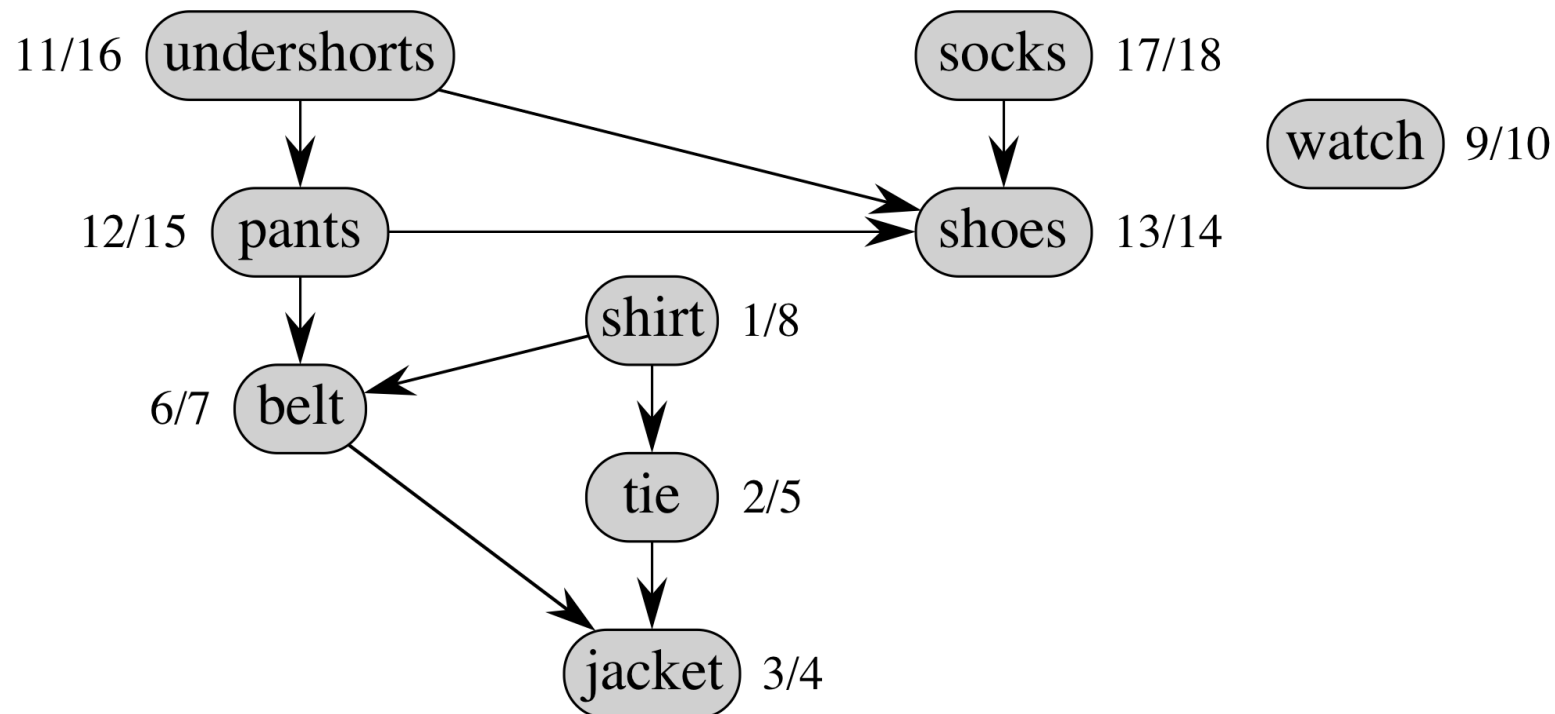 11/16 undershorts socks 17/18
watch 9/10
12/15 pants shoes 13/14
shirt 1/8
6/7 belt
tie 2/5
jacket 3/4